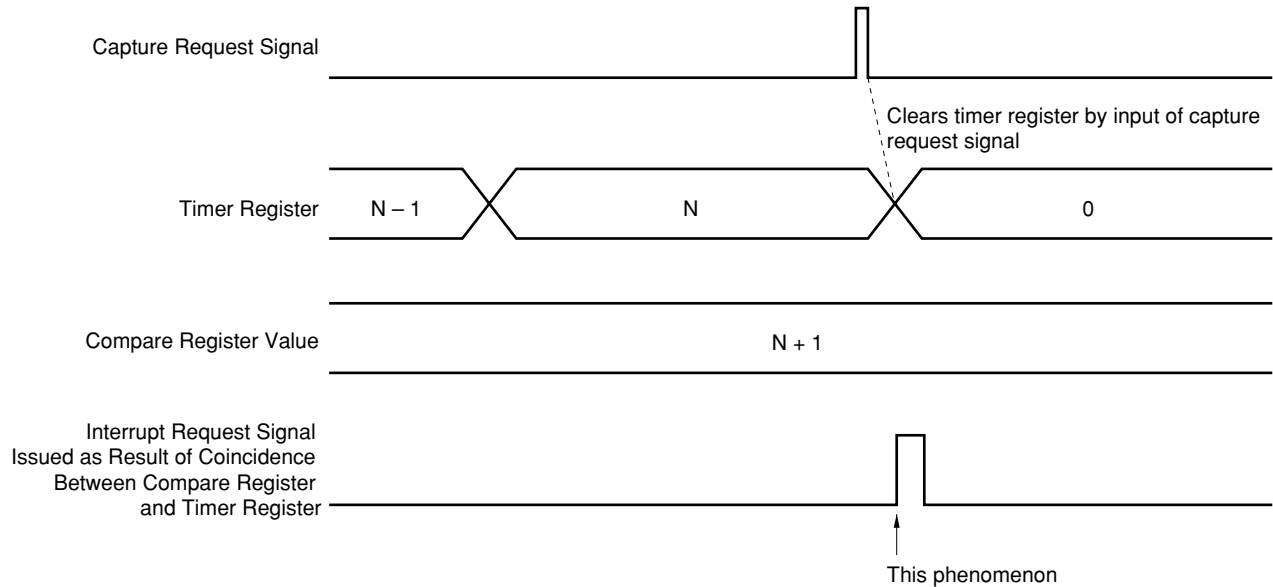 Capture Request Signal
Clears timer register by input of capture
request signal
Timer Register
N – 1
N
0
Compare Register Value
N + 1
Interrupt Request Signal
Issued as Result of Coincidence
Between Compare Register
and Timer Register
This phenomenon